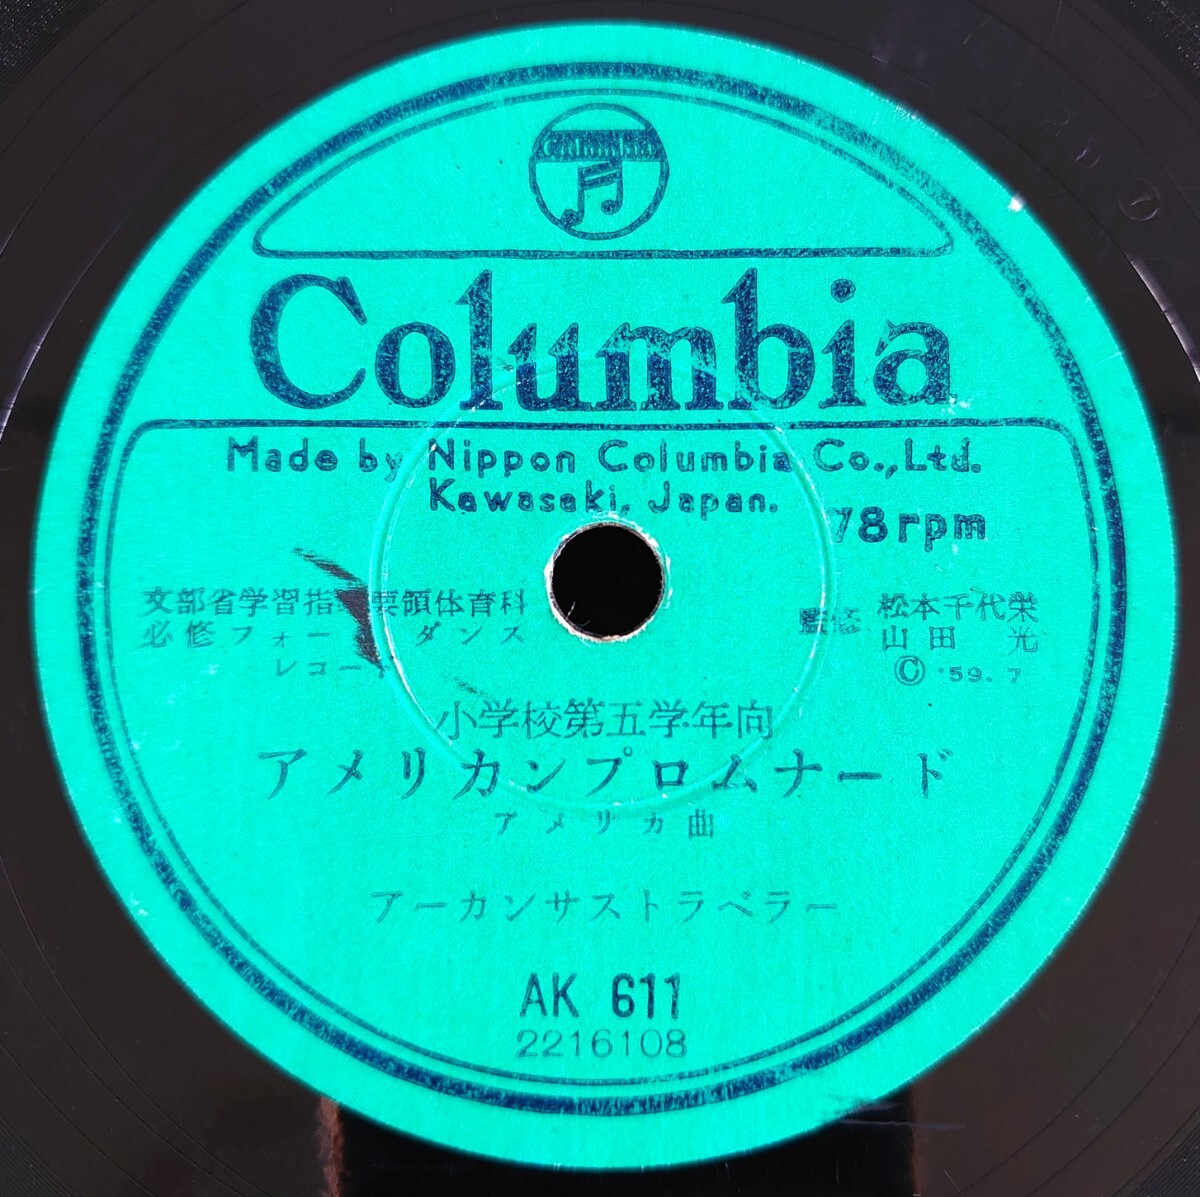 Columbia
Columbia
Made by Nippon Columbia Co., Ltd.
Kawasaki, Japan.
78rpm
文部省学習指導要領体育科
必修フォークダンス
レコード
監修 松本千代栄
山田 光
Ⓒ '59. 7
小学校第五学年向
アメリカンプロムナード
アメリカ曲
アーカンサストラベラー
AK 611
2216108